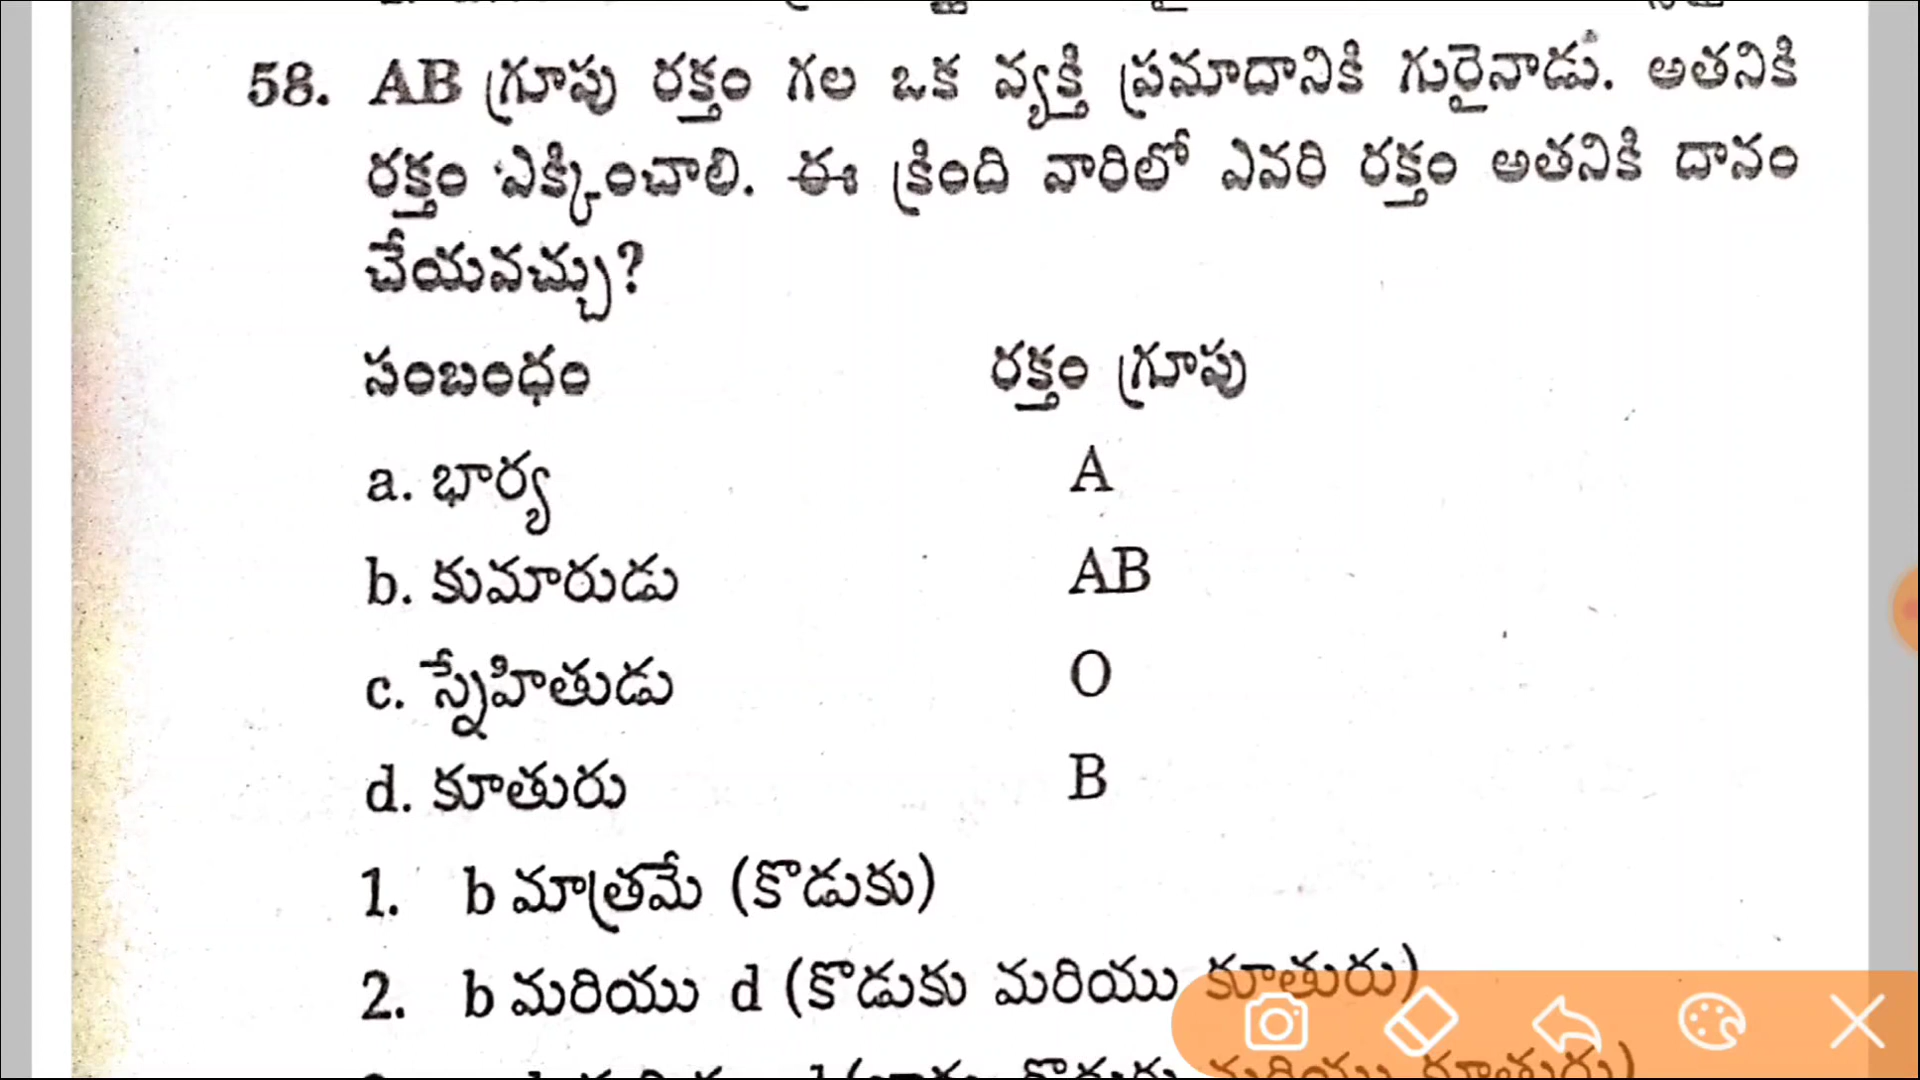 58. AB గ్రూపు రక్తం గల ఒక వ్యక్తి ప్రమాదానికి గురైనాడు. అతనికి
రక్తం ఎక్కించాలి. ఈ క్రింది వారిలో ఎవరి రక్తం అతనికి దానం
చేయవచ్చు?
సంబంధం రక్తం గ్రూపు
a. భార్య A
b. కుమారుడు AB
c. స్నేహితుడు O
d. కూతురు B
1. b మాత్రమే (కొడుకు)
2. b మరియు d (కొడుకు మరియు కూతురు)